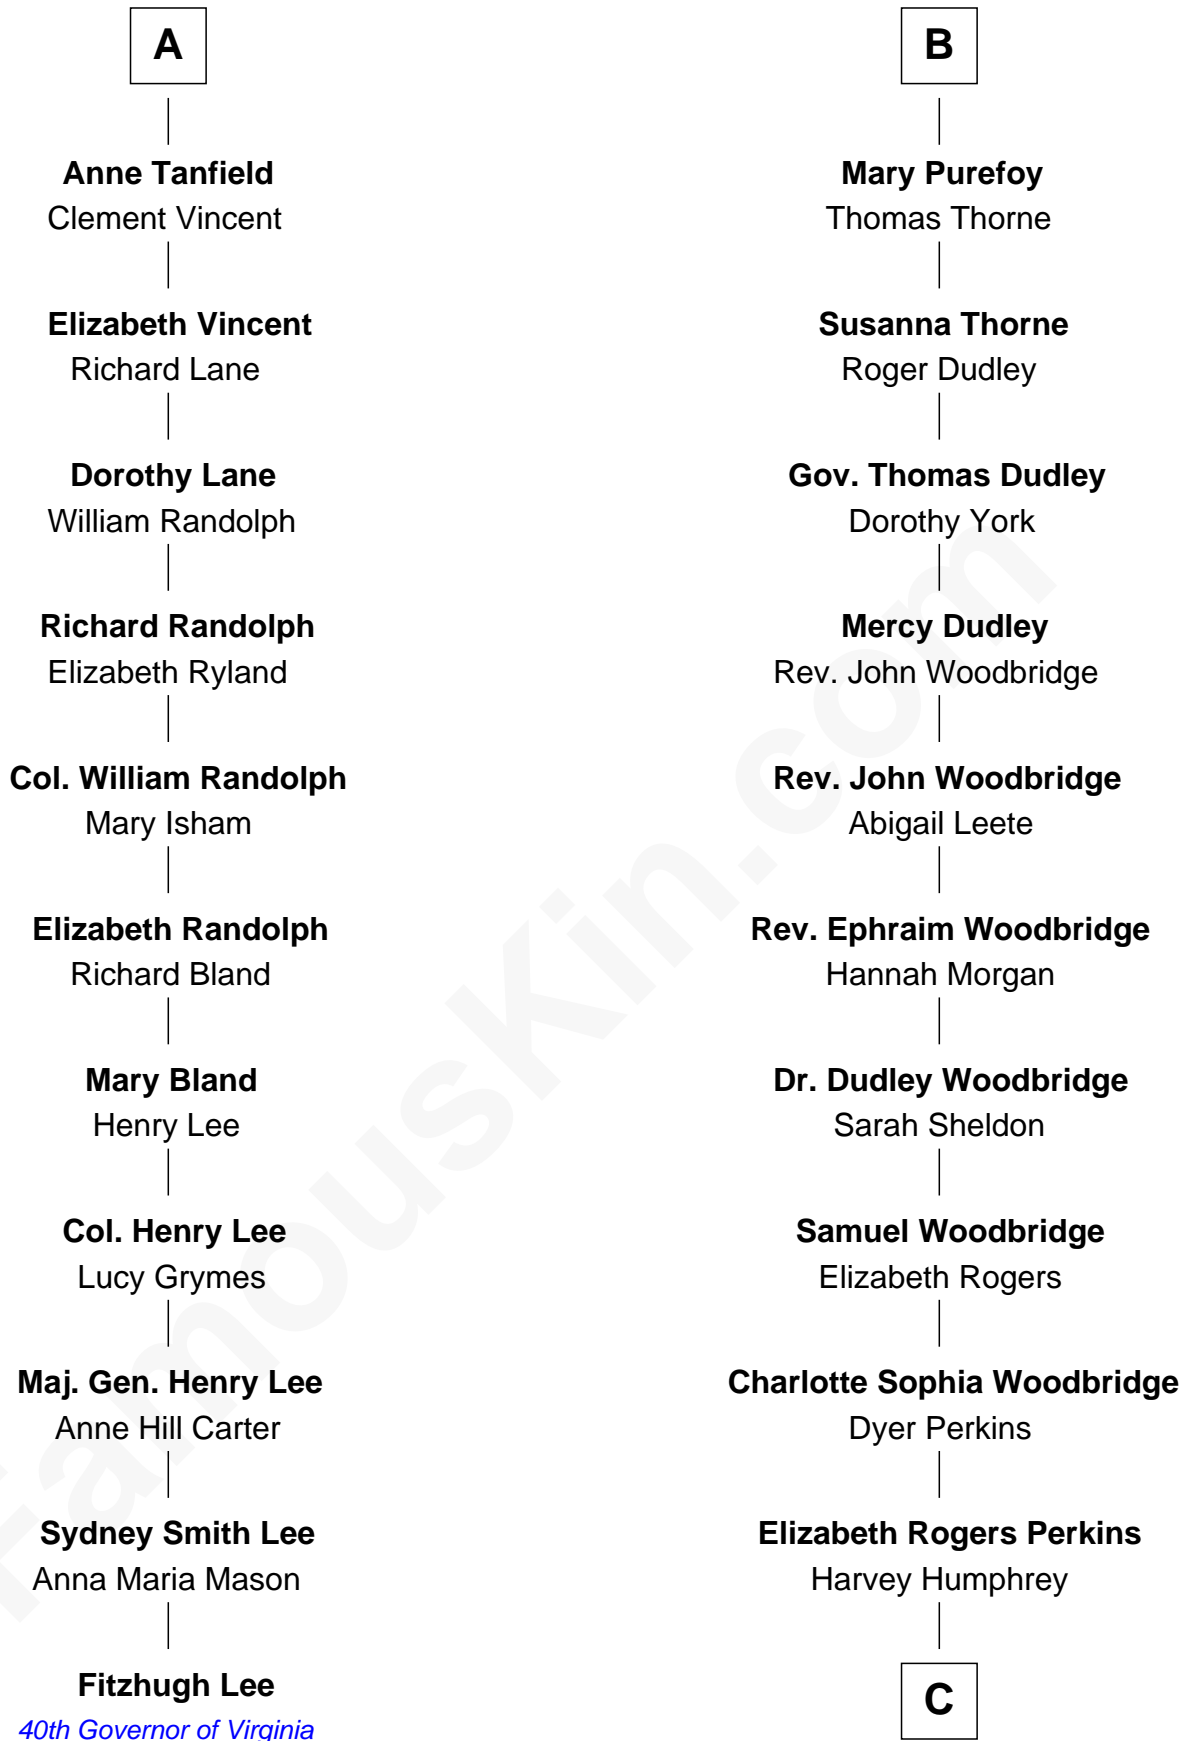 A
Anne Tanfield
Clement Vincent
Elizabeth Vincent
Richard Lane
Dorothy Lane
William Randolph
Richard Randolph
Elizabeth Ryland
Col. William Randolph
Mary Isham
Elizabeth Randolph
Richard Bland
Mary Bland
Henry Lee
Col. Henry Lee
Lucy Grymes
Maj. Gen. Henry Lee
Anne Hill Carter
Sydney Smith Lee
Anna Maria Mason
Fitzhugh Lee
40th Governor of Virginia
B
Mary Purefoy
Thomas Thorne
Susanna Thorne
Roger Dudley
Gov. Thomas Dudley
Dorothy York
Mercy Dudley
Rev. John Woodbridge
Rev. John Woodbridge
Abigail Leete
Rev. Ephraim Woodbridge
Hannah Morgan
Dr. Dudley Woodbridge
Sarah Sheldon
Samuel Woodbridge
Elizabeth Rogers
Charlotte Sophia Woodbridge
Dyer Perkins
Elizabeth Rogers Perkins
Harvey Humphrey
C
FamousKin.com